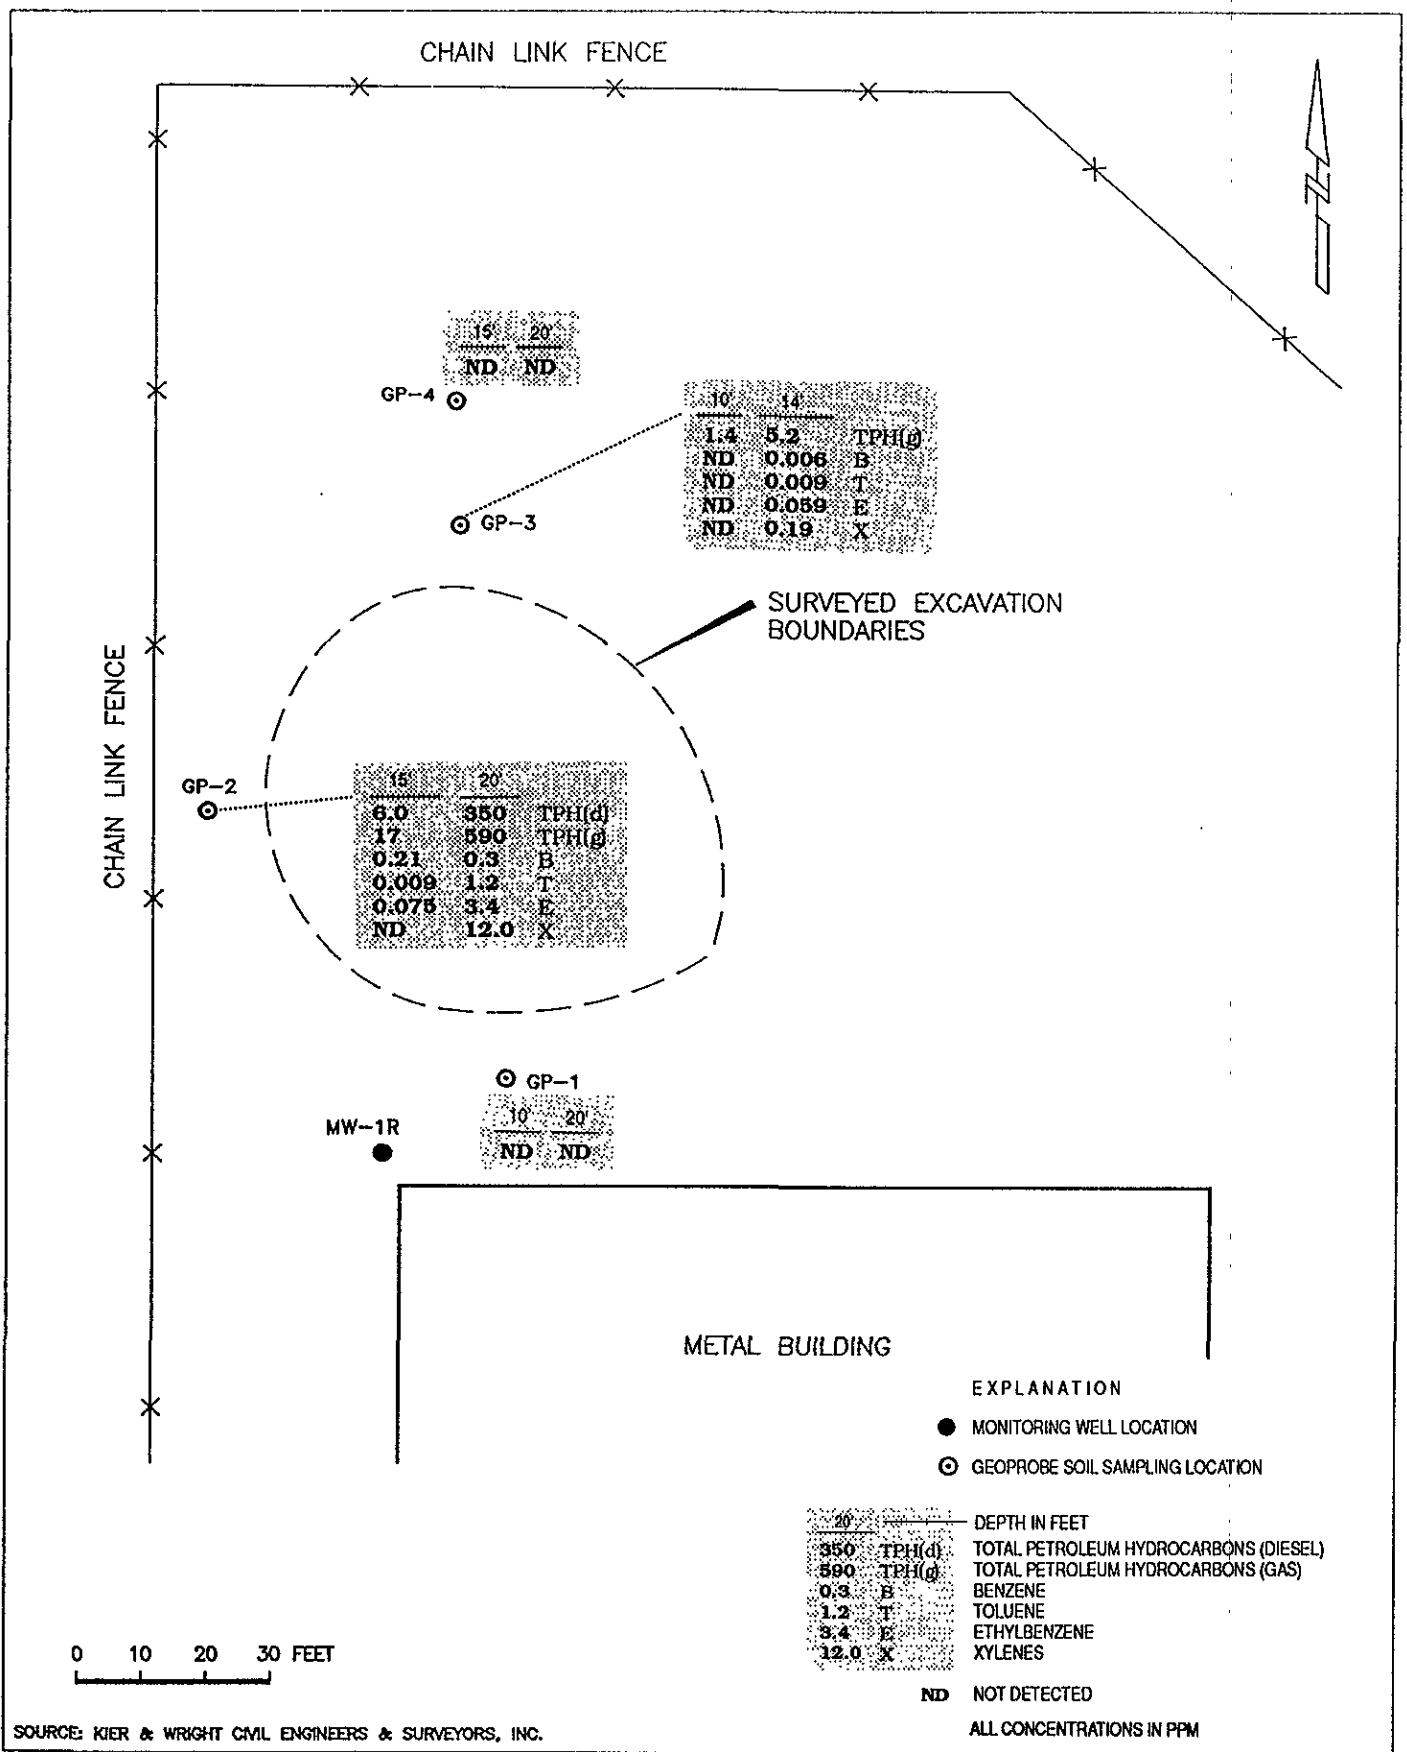 CHAIN LINK FENCE
N
15' 20'
ND ND
GP-4
10' 14'
1.4 5.2 TPH(g)
ND 0.006 B
ND 0.009 T
ND 0.059 E
ND 0.19 X
GP-3
SURVEYED EXCAVATION
BOUNDARIES
CHAIN LINK FENCE
GP-2
15' 20'
6.0 350 TPH(d)
17 590 TPH(g)
0.21 0.3 B
0.009 1.2 T
0.075 3.4 E
ND 12.0 X
GP-1
10' 20'
ND ND
MW-1R
METAL BUILDING
EXPLANATION
MONITORING WELL LOCATION
GEOPROBE SOIL SAMPLING LOCATION
20' DEPTH IN FEET
350 TPH(d) TOTAL PETROLEUM HYDROCARBONS (DIESEL)
590 TPH(g) TOTAL PETROLEUM HYDROCARBONS (GAS)
0.3 B BENZENE
1.2 T TOLUENE
3.4 E ETHYLBENZENE
12.0 X XYLENES
ND NOT DETECTED
ALL CONCENTRATIONS IN PPM
0 10 20 30 FEET
SOURCE: KIER & WRIGHT CIVIL ENGINEERS & SURVEYORS, INC.